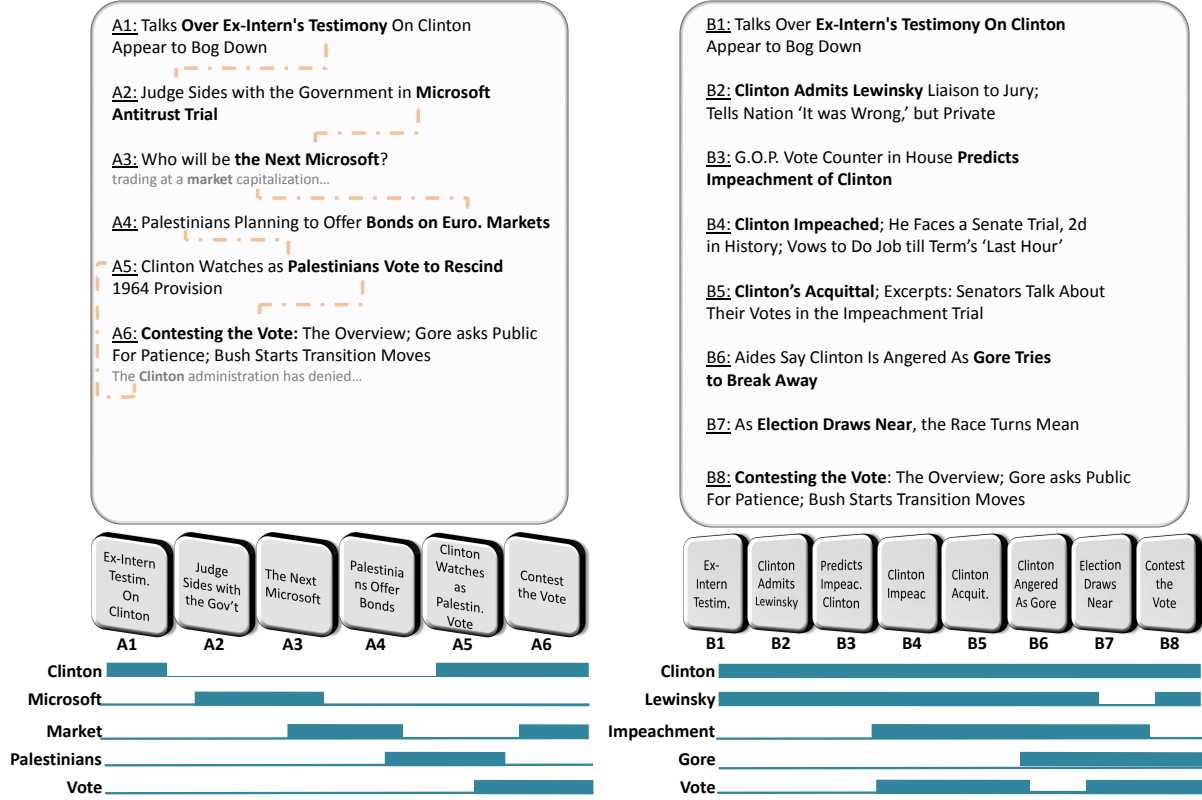 A1: Talks Over Ex-Intern's Testimony On Clinton
Appear to Bog Down
A2: Judge Sides with the Government in Microsoft
Antitrust Trial
A3: Who will be the Next Microsoft?
trading at a market capitalization…
A4: Palestinians Planning to Offer Bonds on Euro. Markets
A5: Clinton Watches as Palestinians Vote to Rescind
1964 Provision
A6: Contesting the Vote: The Overview; Gore asks Public
For Patience; Bush Starts Transition Moves
The Clinton administration has denied…
B1: Talks Over Ex-Intern's Testimony On Clinton
Appear to Bog Down
B2: Clinton Admits Lewinsky Liaison to Jury;
Tells Nation ‘It was Wrong,’ but Private
B3: G.O.P. Vote Counter in House Predicts
Impeachment of Clinton
B4: Clinton Impeached; He Faces a Senate Trial, 2d
in History; Vows to Do Job till Term’s ‘Last Hour’
B5: Clinton’s Acquittal; Excerpts: Senators Talk About
Their Votes in the Impeachment Trial
B6: Aides Say Clinton Is Angered As Gore Tries
to Break Away
B7: As Election Draws Near, the Race Turns Mean
B8: Contesting the Vote: The Overview; Gore asks Public
For Patience; Bush Starts Transition Moves
Ex-Intern
Testim.
On
Clinton
Judge
Sides with
the Gov't
The Next
Microsoft
Palestinia
ns Offer
Bonds
Clinton
Watches
as
Palestin.
Vote
Contest
the Vote
A1 A2 A3 A4 A5 A6
Clinton
Microsoft
Market
Palestinians
Vote
Ex-
Intern
Testim.
Clinton
Admits
Lewinsky
Predicts
Impeac.
Clinton
Clinton
Impeac
Clinton
Acquit.
Clinton
Angered
As Gore
Election
Draws
Near
Contest
the
Vote
B1 B2 B3 B4 B5 B6 B7 B8
Clinton
Lewinsky
Impeachment
Gore
Vote